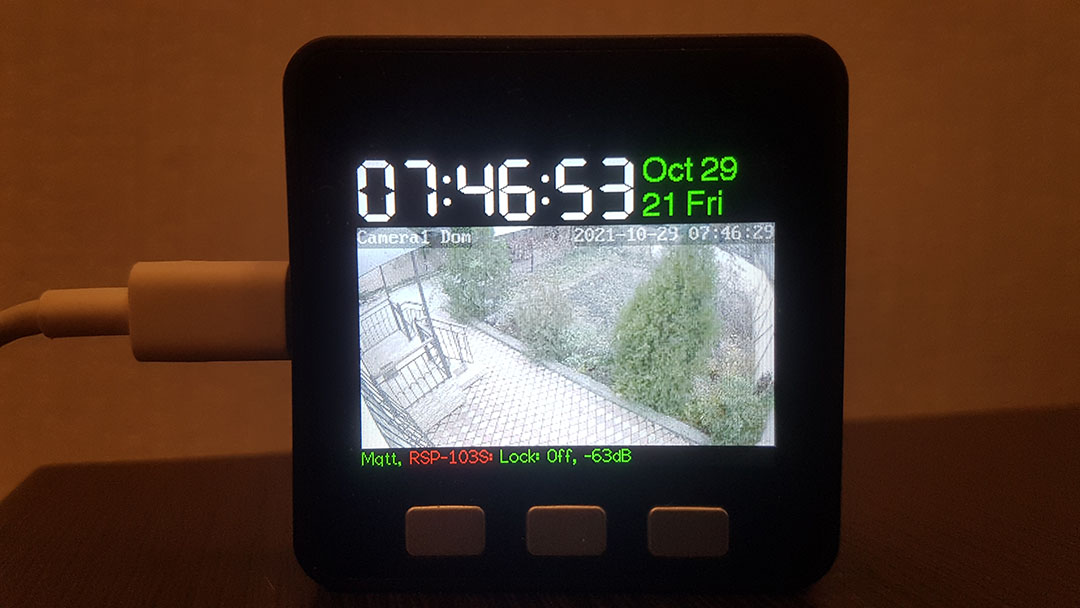 07:46:53 Oct 29
21 Fri
Camera1 Dom 2021-10-29 07:46:29
Mqtt, RSP-103S: Lock: Off, -63dB